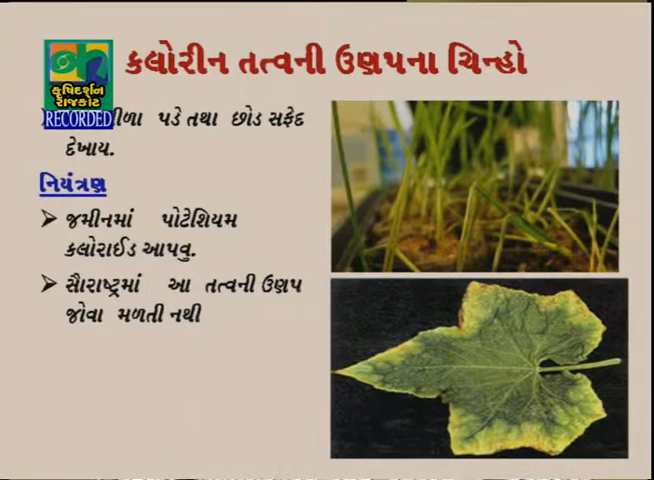 કલોરીન તત્વની ઉણપના ચિન્હો
કૃષિદર્શન
રાજકોટ
RECORDED
પીળા પડે તથા છોડ સફેદ
દેખાય.
નિયંત્રણ
➢ જમીનમાં પોટેશિયમ
કલોરાઈડ આપવુ.
➢ સૌરાષ્ટ્રમાં આ તત્વની ઉણપ
જોવા મળતી નથી